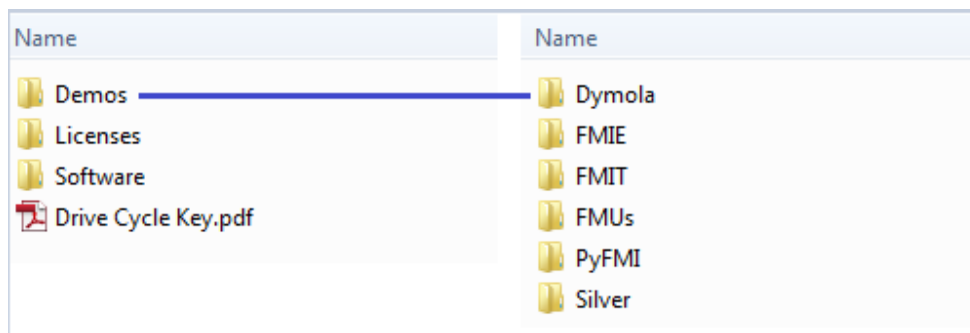 Name
Demos
Licenses
Software
Drive Cycle Key.pdf
Name
Dymola
FMIE
FMIT
FMUs
PyFMI
Silver